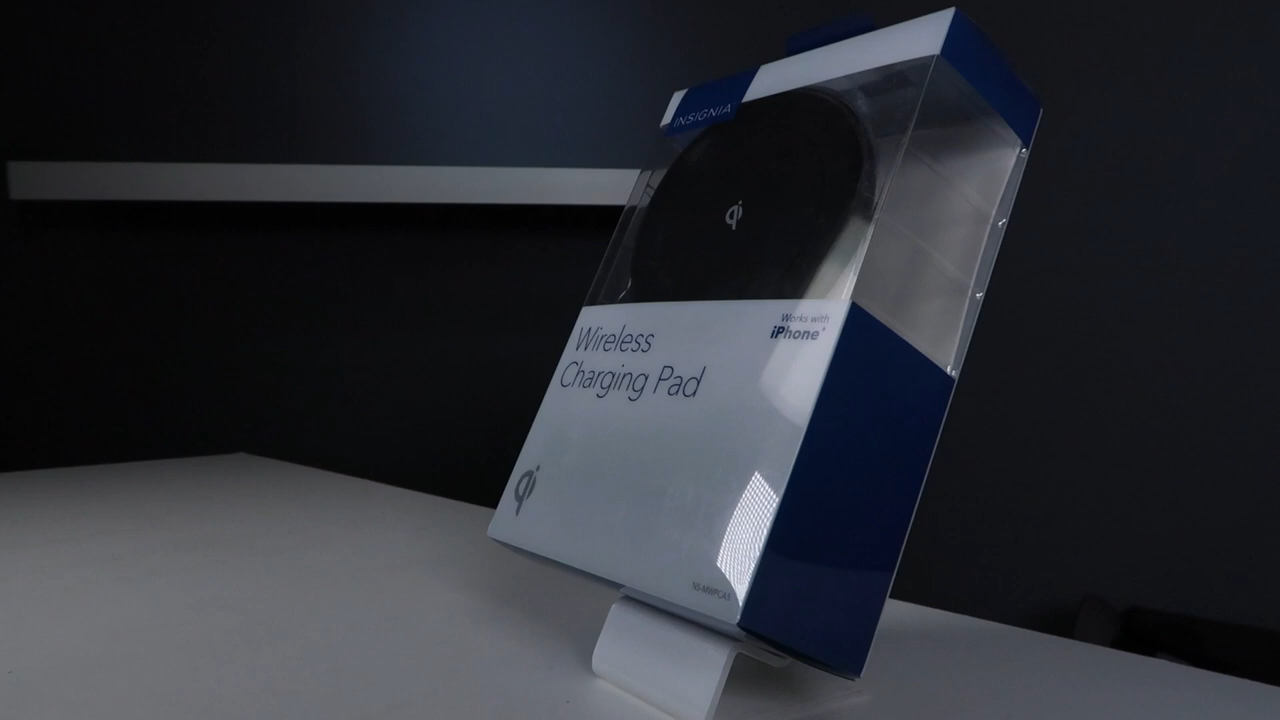 INSIGNIA
qi
Works with
iPhone*
Wireless
Charging Pad
qi